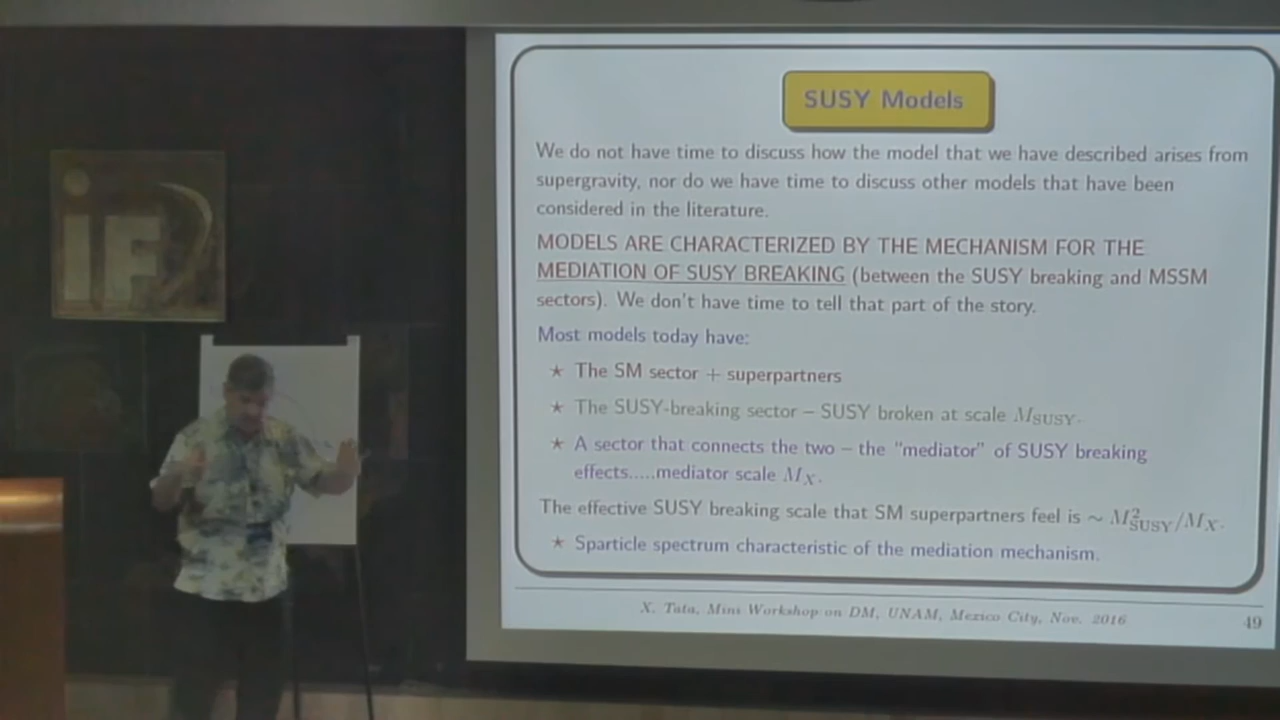 iF
SUSY Models
We do not have time to discuss how the model that we have described arises from
supergravity, nor do we have time to discuss other models that have been
considered in the literature.
MODELS ARE CHARACTERIZED BY THE MECHANISM FOR THE
MEDIATION OF SUSY BREAKING (between the SUSY breaking and MSSM
sectors). We don't have time to tell that part of the story.
Most models today have:
★ The SM sector + superpartners
★ The SUSY-breaking sector – SUSY broken at scale M_SUSY.
★ A sector that connects the two – the "mediator" of SUSY breaking
effects.....mediator scale M_X.
The effective SUSY breaking scale that SM superpartners feel is ~ M²_SUSY/M_X.
★ Sparticle spectrum characteristic of the mediation mechanism.
X. Tata, Mini Workshop on DM, UNAM, Mexico City, Nov. 2016
49